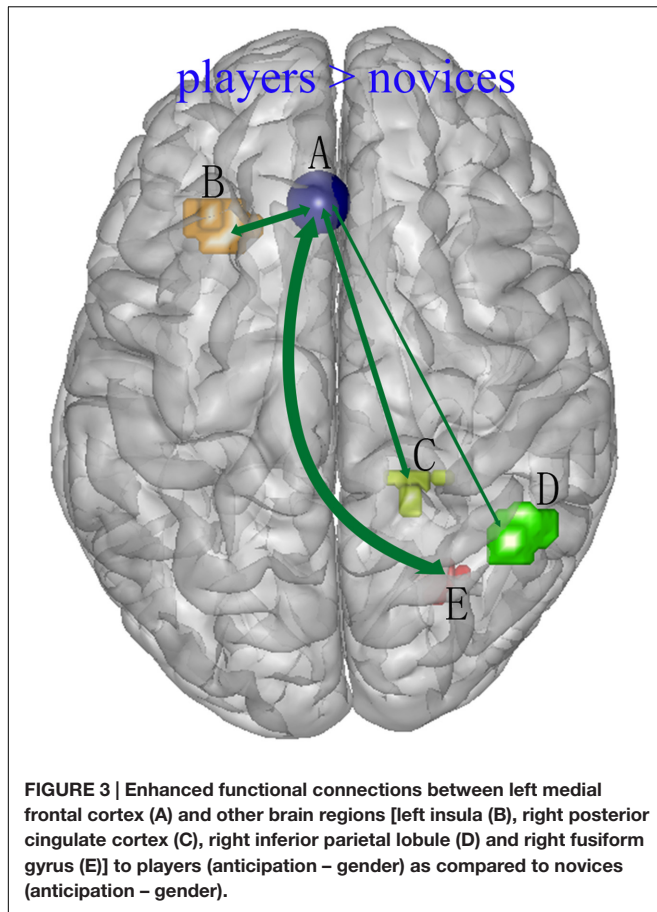 players > novices
A
B
C
D
E
FIGURE 3 | Enhanced functional connections between left medial
frontal cortex (A) and other brain regions [left insula (B), right posterior
cingulate cortex (C), right inferior parietal lobule (D) and right fusiform
gyrus (E)] to players (anticipation – gender) as compared to novices
(anticipation – gender).